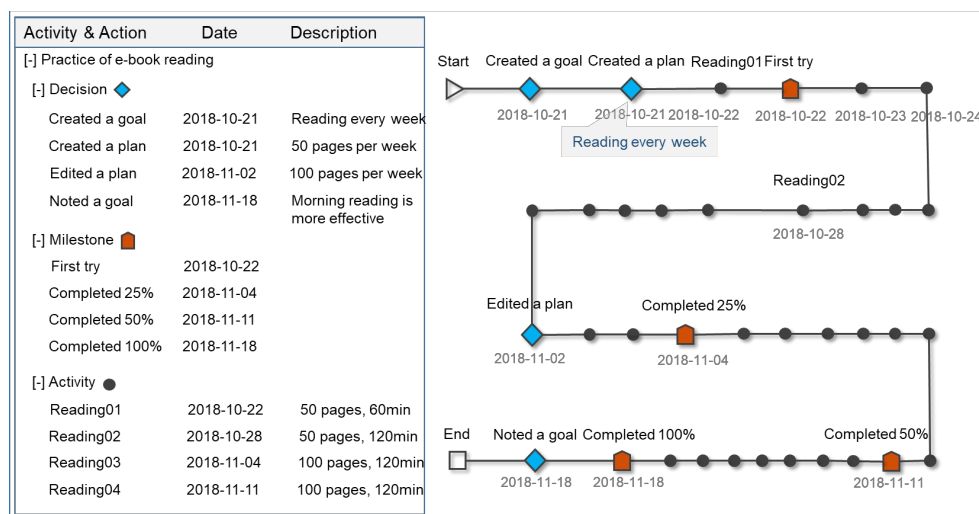 Activity & Action Date Description
[-] Practice of e-book reading
[-] Decision
Created a goal 2018-10-21 Reading every week
Created a plan 2018-10-21 50 pages per week
Edited a plan 2018-11-02 100 pages per week
Noted a goal 2018-11-18 Morning reading is
more effective
[-] Milestone
First try 2018-10-22
Completed 25% 2018-11-04
Completed 50% 2018-11-11
Completed 100% 2018-11-18
[-] Activity
Reading01 2018-10-22 50 pages, 60min
Reading02 2018-10-28 50 pages, 120min
Reading03 2018-11-04 100 pages, 120min
Reading04 2018-11-11 100 pages, 120min
Start Created a goal Created a plan Reading01 First try
2018-10-21 2018-10-21 2018-10-22 2018-10-22 2018-10-23 2018-10-24
Reading every week
Reading02
2018-10-28
Edited a plan Completed 25%
2018-11-02 2018-11-04
End Noted a goal Completed 100% Completed 50%
2018-11-18 2018-11-18 2018-11-11